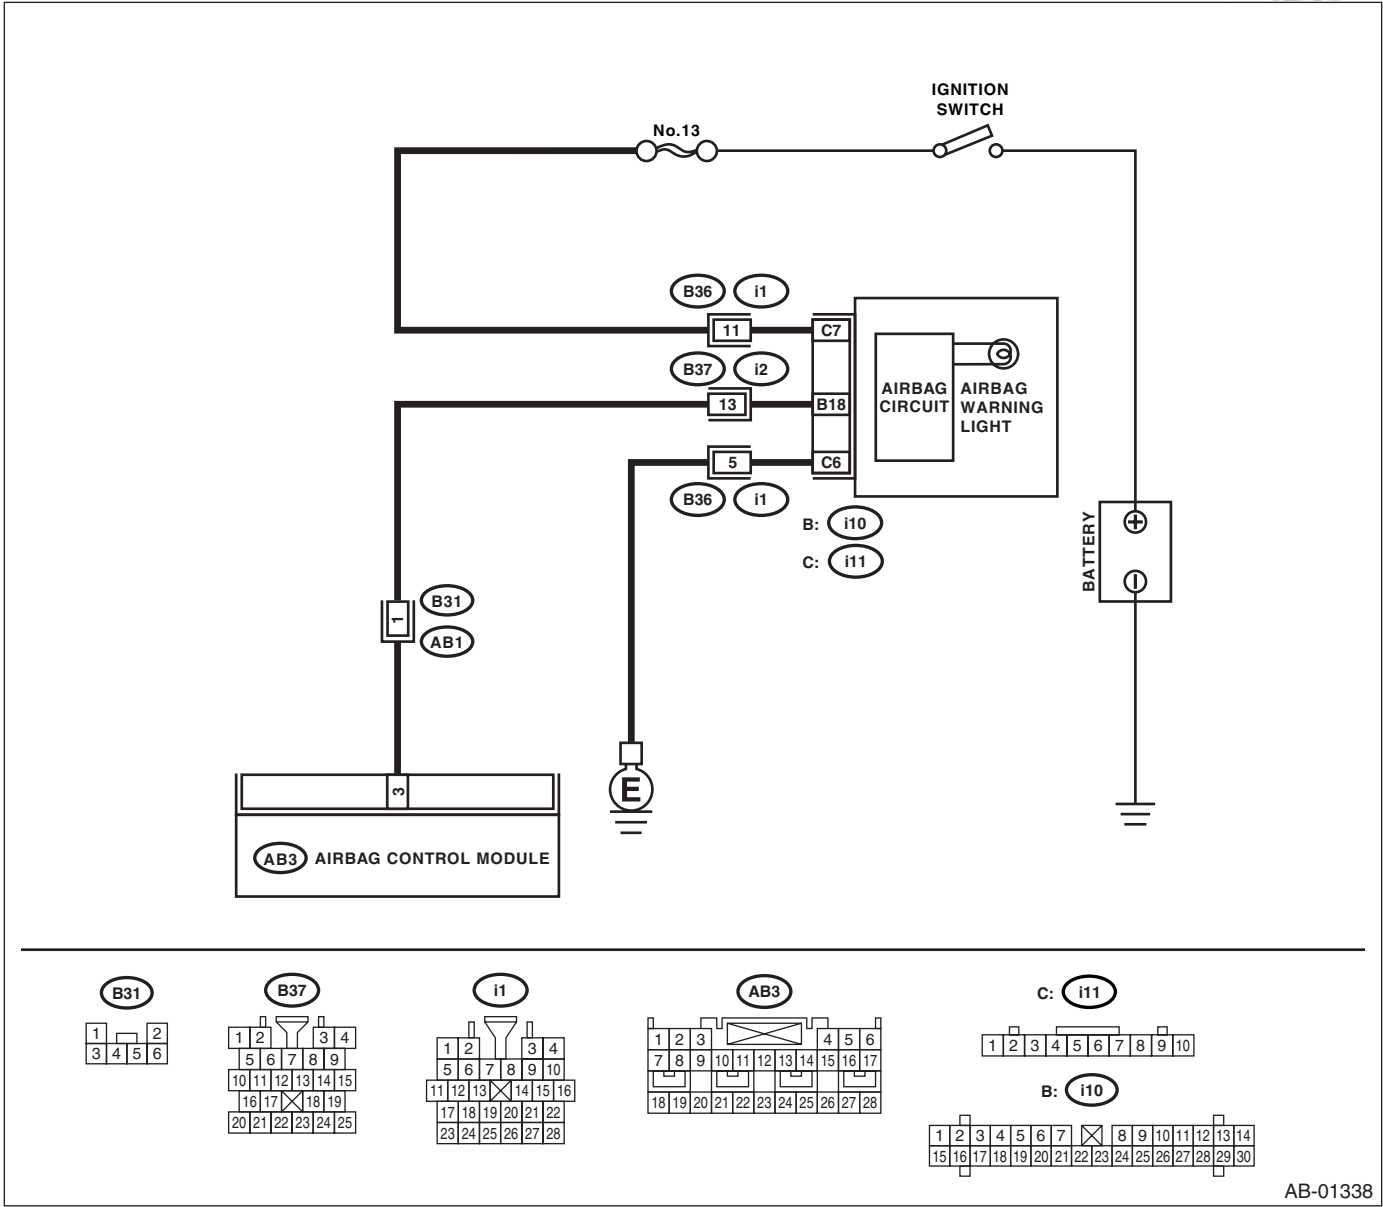 IGNITION
SWITCH
No.13
B36 i1
11 C7
B37 i2
13 B18
AIRBAG
CIRCUIT
AIRBAG
WARNING
LIGHT
5 C6
B36 i1
B: i10
C: i11
BATTERY
+
−
1
B31
AB1
3
E
AB3 AIRBAG CONTROL MODULE
B31
1 2
3 4 5 6
B37
1 2 3 4
5 6 7 8 9
10 11 12 13 14 15
16 17 18 19
20 21 22 23 24 25
i1
1 2 3 4
5 6 7 8 9 10
11 12 13 14 15 16
17 18 19 20 21 22
23 24 25 26 27 28
AB3
1 2 3 4 5 6
7 8 9 10 11 12 13 14 15 16 17
18 19 20 21 22 23 24 25 26 27 28
C: i11
1 2 3 4 5 6 7 8 9 10
B: i10
1 2 3 4 5 6 7 8 9 10 11 12 13 14
15 16 17 18 19 20 21 22 23 24 25 26 27 28 29 30
AB-01338